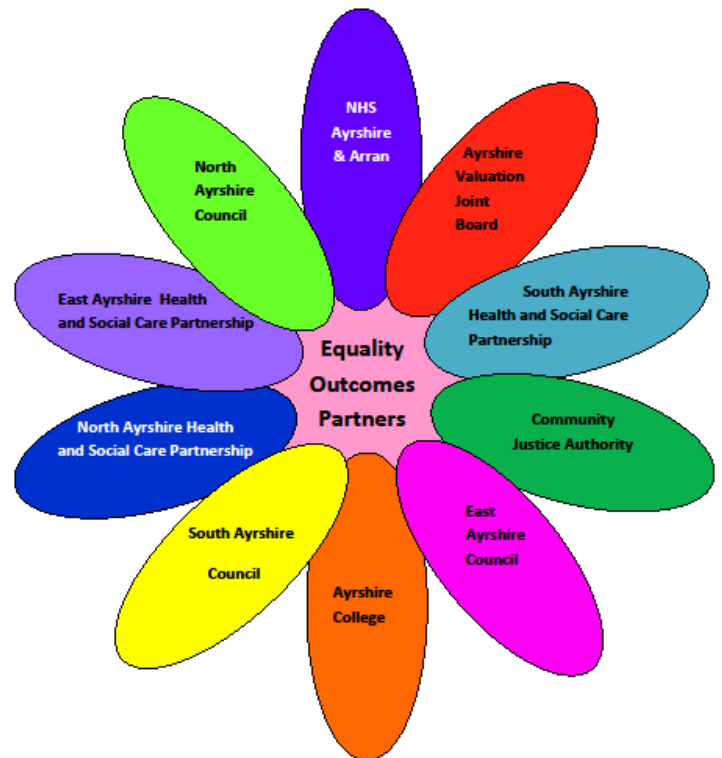 NHS
Ayrshire
& Arran
Ayrshire
Valuation
Joint
Board
South Ayrshire
Health and Social Care
Partnership
Community
Justice Authority
East
Ayrshire
Council
Ayrshire
College
South Ayrshire
Council
North Ayrshire Health
and Social Care Partnership
East Ayrshire Health
and Social Care Partnership
North
Ayrshire
Council
Equality
Outcomes
Partners